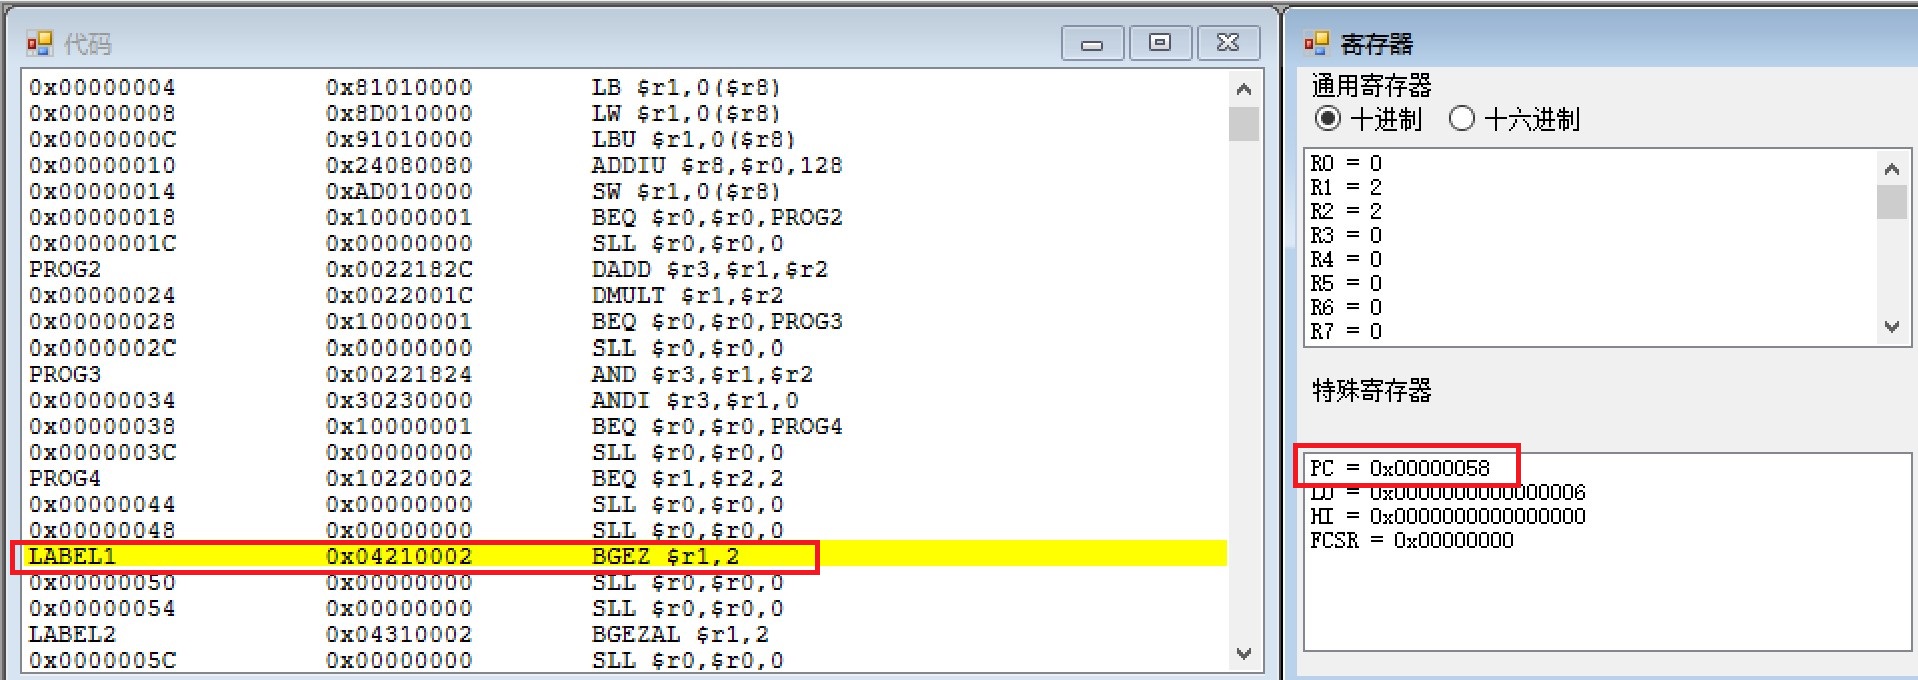 代码
0x00000004 0x81010000 LB $r1,0($r8)
0x00000008 0x8D010000 LW $r1,0($r8)
0x0000000C 0x91010000 LBU $r1,0($r8)
0x00000010 0x24080080 ADDIU $r8,$r0,128
0x00000014 0xAD010000 SW $r1,0($r8)
0x00000018 0x10000001 BEQ $r0,$r0,PROG2
0x0000001C 0x00000000 SLL $r0,$r0,0
PROG2 0x0022182C DADD $r3,$r1,$r2
0x00000024 0x0022001C DMULT $r1,$r2
0x00000028 0x10000001 BEQ $r0,$r0,PROG3
0x0000002C 0x00000000 SLL $r0,$r0,0
PROG3 0x00221824 AND $r3,$r1,$r2
0x00000034 0x30230000 ANDI $r3,$r1,0
0x00000038 0x10000001 BEQ $r0,$r0,PROG4
0x0000003C 0x00000000 SLL $r0,$r0,0
PROG4 0x10220002 BEQ $r1,$r2,2
0x00000044 0x00000000 SLL $r0,$r0,0
0x00000048 0x00000000 SLL $r0,$r0,0
LABEL1 0x04210002 BGEZ $r1,2
0x00000050 0x00000000 SLL $r0,$r0,0
0x00000054 0x00000000 SLL $r0,$r0,0
LABEL2 0x04310002 BGEZAL $r1,2
0x0000005C 0x00000000 SLL $r0,$r0,0
寄存器
通用寄存器
十进制 十六进制
R0 = 0
R1 = 2
R2 = 2
R3 = 0
R4 = 0
R5 = 0
R6 = 0
R7 = 0
特殊寄存器
PC = 0x00000058
LO = 0x0000000000000006
HI = 0x0000000000000000
FCSR = 0x00000000